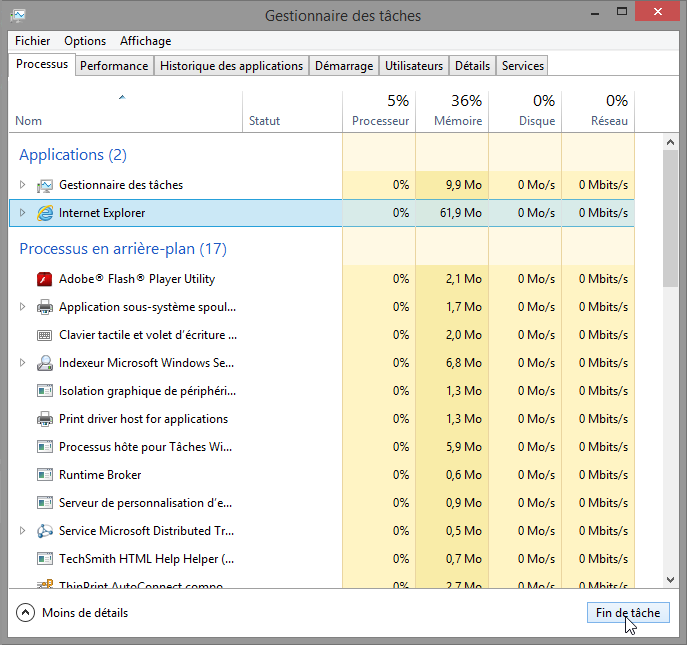 Gestionnaire des tâches
Fichier Options Affichage
Processus Performance Historique des applications Démarrage Utilisateurs Détails Services
5% 36% 0% 0%
Nom Statut Processeur Mémoire Disque Réseau
Applications (2)
Gestionnaire des tâches 0% 9,9 Mo 0 Mo/s 0 Mbits/s
Internet Explorer 0% 61,9 Mo 0 Mo/s 0 Mbits/s
Processus en arrière-plan (17)
Adobe® Flash® Player Utility 0% 2,1 Mo 0 Mo/s 0 Mbits/s
Application sous-système spoul... 0% 1,7 Mo 0 Mo/s 0 Mbits/s
Clavier tactile et volet d'écriture ... 0% 2,0 Mo 0 Mo/s 0 Mbits/s
Indexeur Microsoft Windows Se... 0% 6,8 Mo 0 Mo/s 0 Mbits/s
Isolation graphique de périphéri... 0% 1,3 Mo 0 Mo/s 0 Mbits/s
Print driver host for applications 0% 1,3 Mo 0 Mo/s 0 Mbits/s
Processus hôte pour Tâches Wi... 0% 5,9 Mo 0 Mo/s 0 Mbits/s
Runtime Broker 0% 0,6 Mo 0 Mo/s 0 Mbits/s
Serveur de personnalisation d'e... 0% 0,9 Mo 0 Mo/s 0 Mbits/s
Service Microsoft Distributed Tr... 0% 0,5 Mo 0 Mo/s 0 Mbits/s
TechSmith HTML Help Helper (... 0% 0,7 Mo 0 Mo/s 0 Mbits/s
ThinPrint AutoConnect compo... 0% 2,7 Mo 0 Mo/s 0 Mbits/s
Moins de détails Fin de tâche